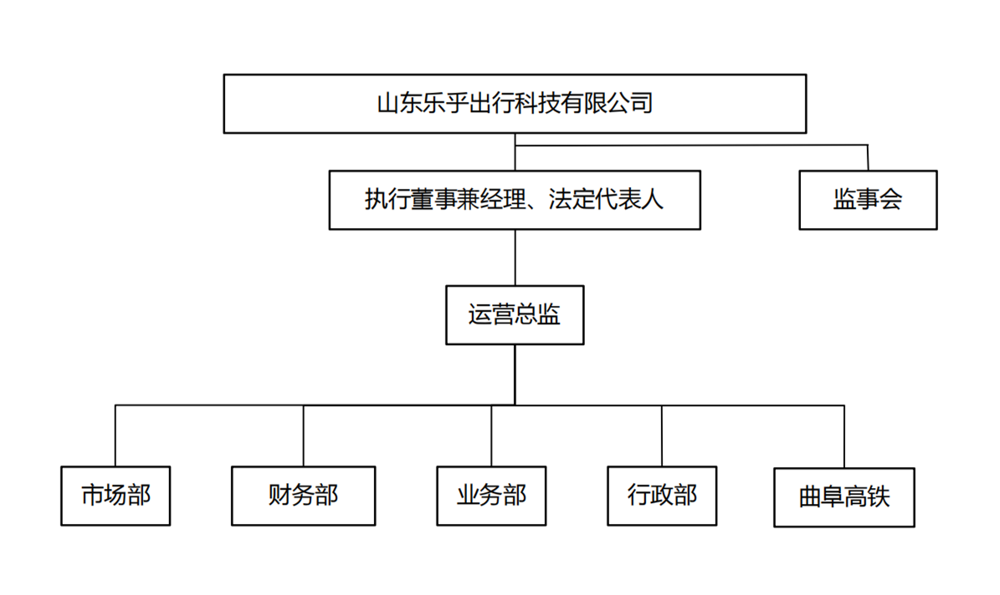 山东乐乎出行科技有限公司
执行董事兼经理、法定代表人
监事会
运营总监
市场部
财务部
业务部
行政部
曲阜高铁